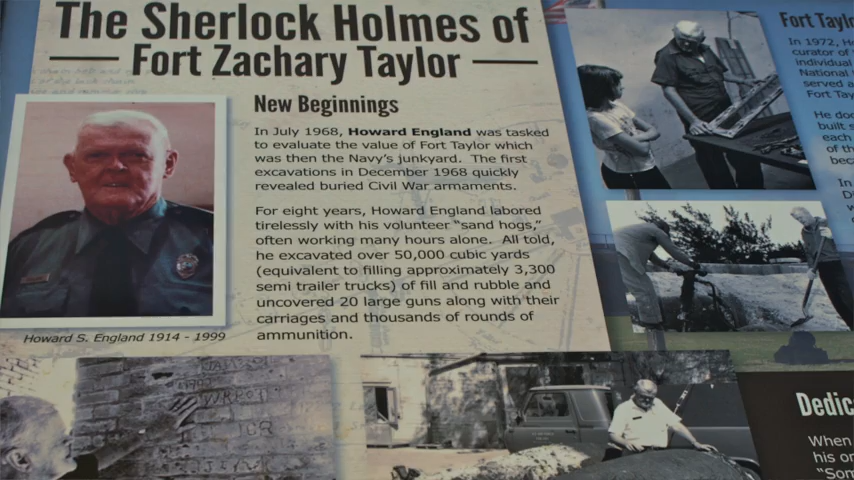 The Sherlock Holmes of
Fort Zachary Taylor
New Beginnings
In July 1968, Howard England was tasked
to evaluate the value of Fort Taylor which
was then the Navy's junkyard. The first
excavations in December 1968 quickly
revealed buried Civil War armaments.
For eight years, Howard England labored
tirelessly with his volunteer "sand hogs,"
often working many hours alone. All told,
he excavated over 50,000 cubic yards
(equivalent to filling approximately 3,300
semi trailer trucks) of fill and rubble and
uncovered 20 large guns along with their
carriages and thousands of rounds of
ammunition.
Howard S. England 1914 - 1999
Fort Taylo
In 1972, H
curator of
individual
National
served a
Fort Tay
He doc
built s
each
of th
beca
In
Di
w
Dedic
When
his or
"Som